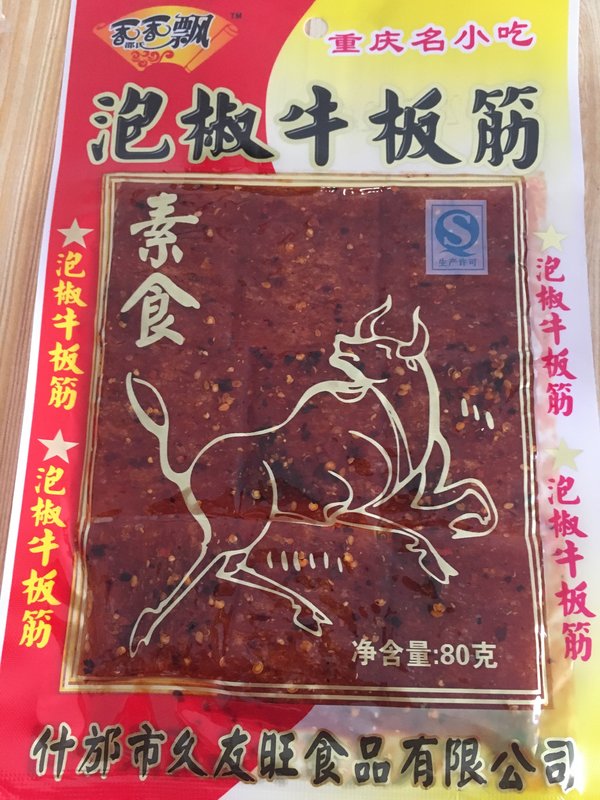 香香飘
邵氏
TM
重庆名小吃
泡椒牛板筋
素食
S
生产许可
泡椒牛板筋
泡椒牛板筋
泡椒牛板筋
泡椒牛板筋
净含量:80克
什邡市久友旺食品有限公司